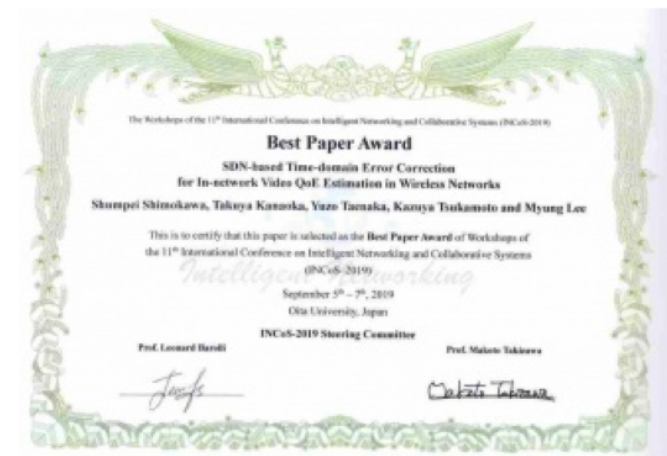 The Workshops of the 11th International Conference on Intelligent Networking and Collaborative Systems (INCoS-2019)
Best Paper Award
SDN-based Time-domain Error Correction
for In-network Video QoE Estimation in Wireless Networks
Shumpei Shimokawa, Takuya Kanaoka, Yuzo Taenaka, Kazuya Tsukamoto and Myung Lee
This is to certify that this paper is selected as the Best Paper Award of Workshops of
the 11th International Conference on Intelligent Networking and Collaborative Systems
(INCoS-2019)
Intelligent Networking
September 5th – 7th, 2019
Oita University, Japan
INCoS-2019 Steering Committee
Prof. Leonard Barolli
Prof. Makoto Takizawa
Makoto Takizawa